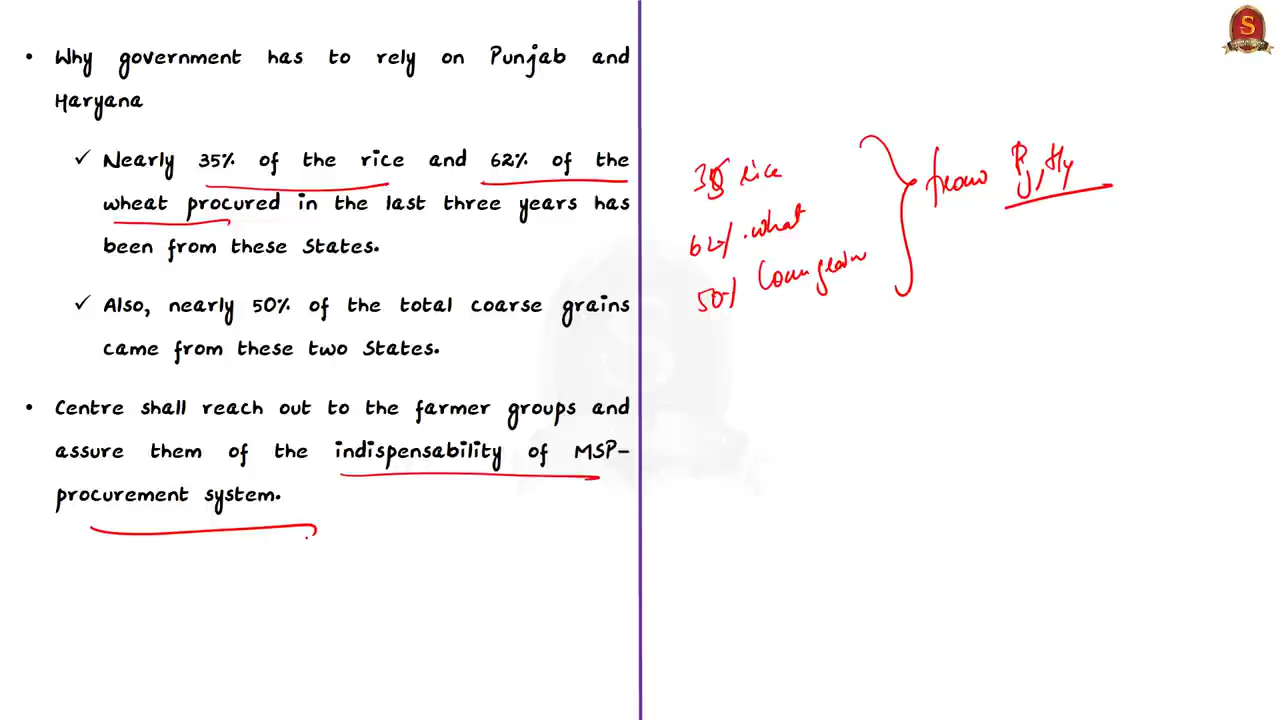 • Why government has to rely on Punjab and
Haryana
✓ Nearly 35% of the rice and 62% of the
wheat procured in the last three years has
been from these States.
✓ Also, nearly 50% of the total coarse grains
came from these two States.
• Centre shall reach out to the farmer groups and
assure them of the indispensability of MSP-
procurement system.
35 rice
62% what
50%
from Pj, Hy
S